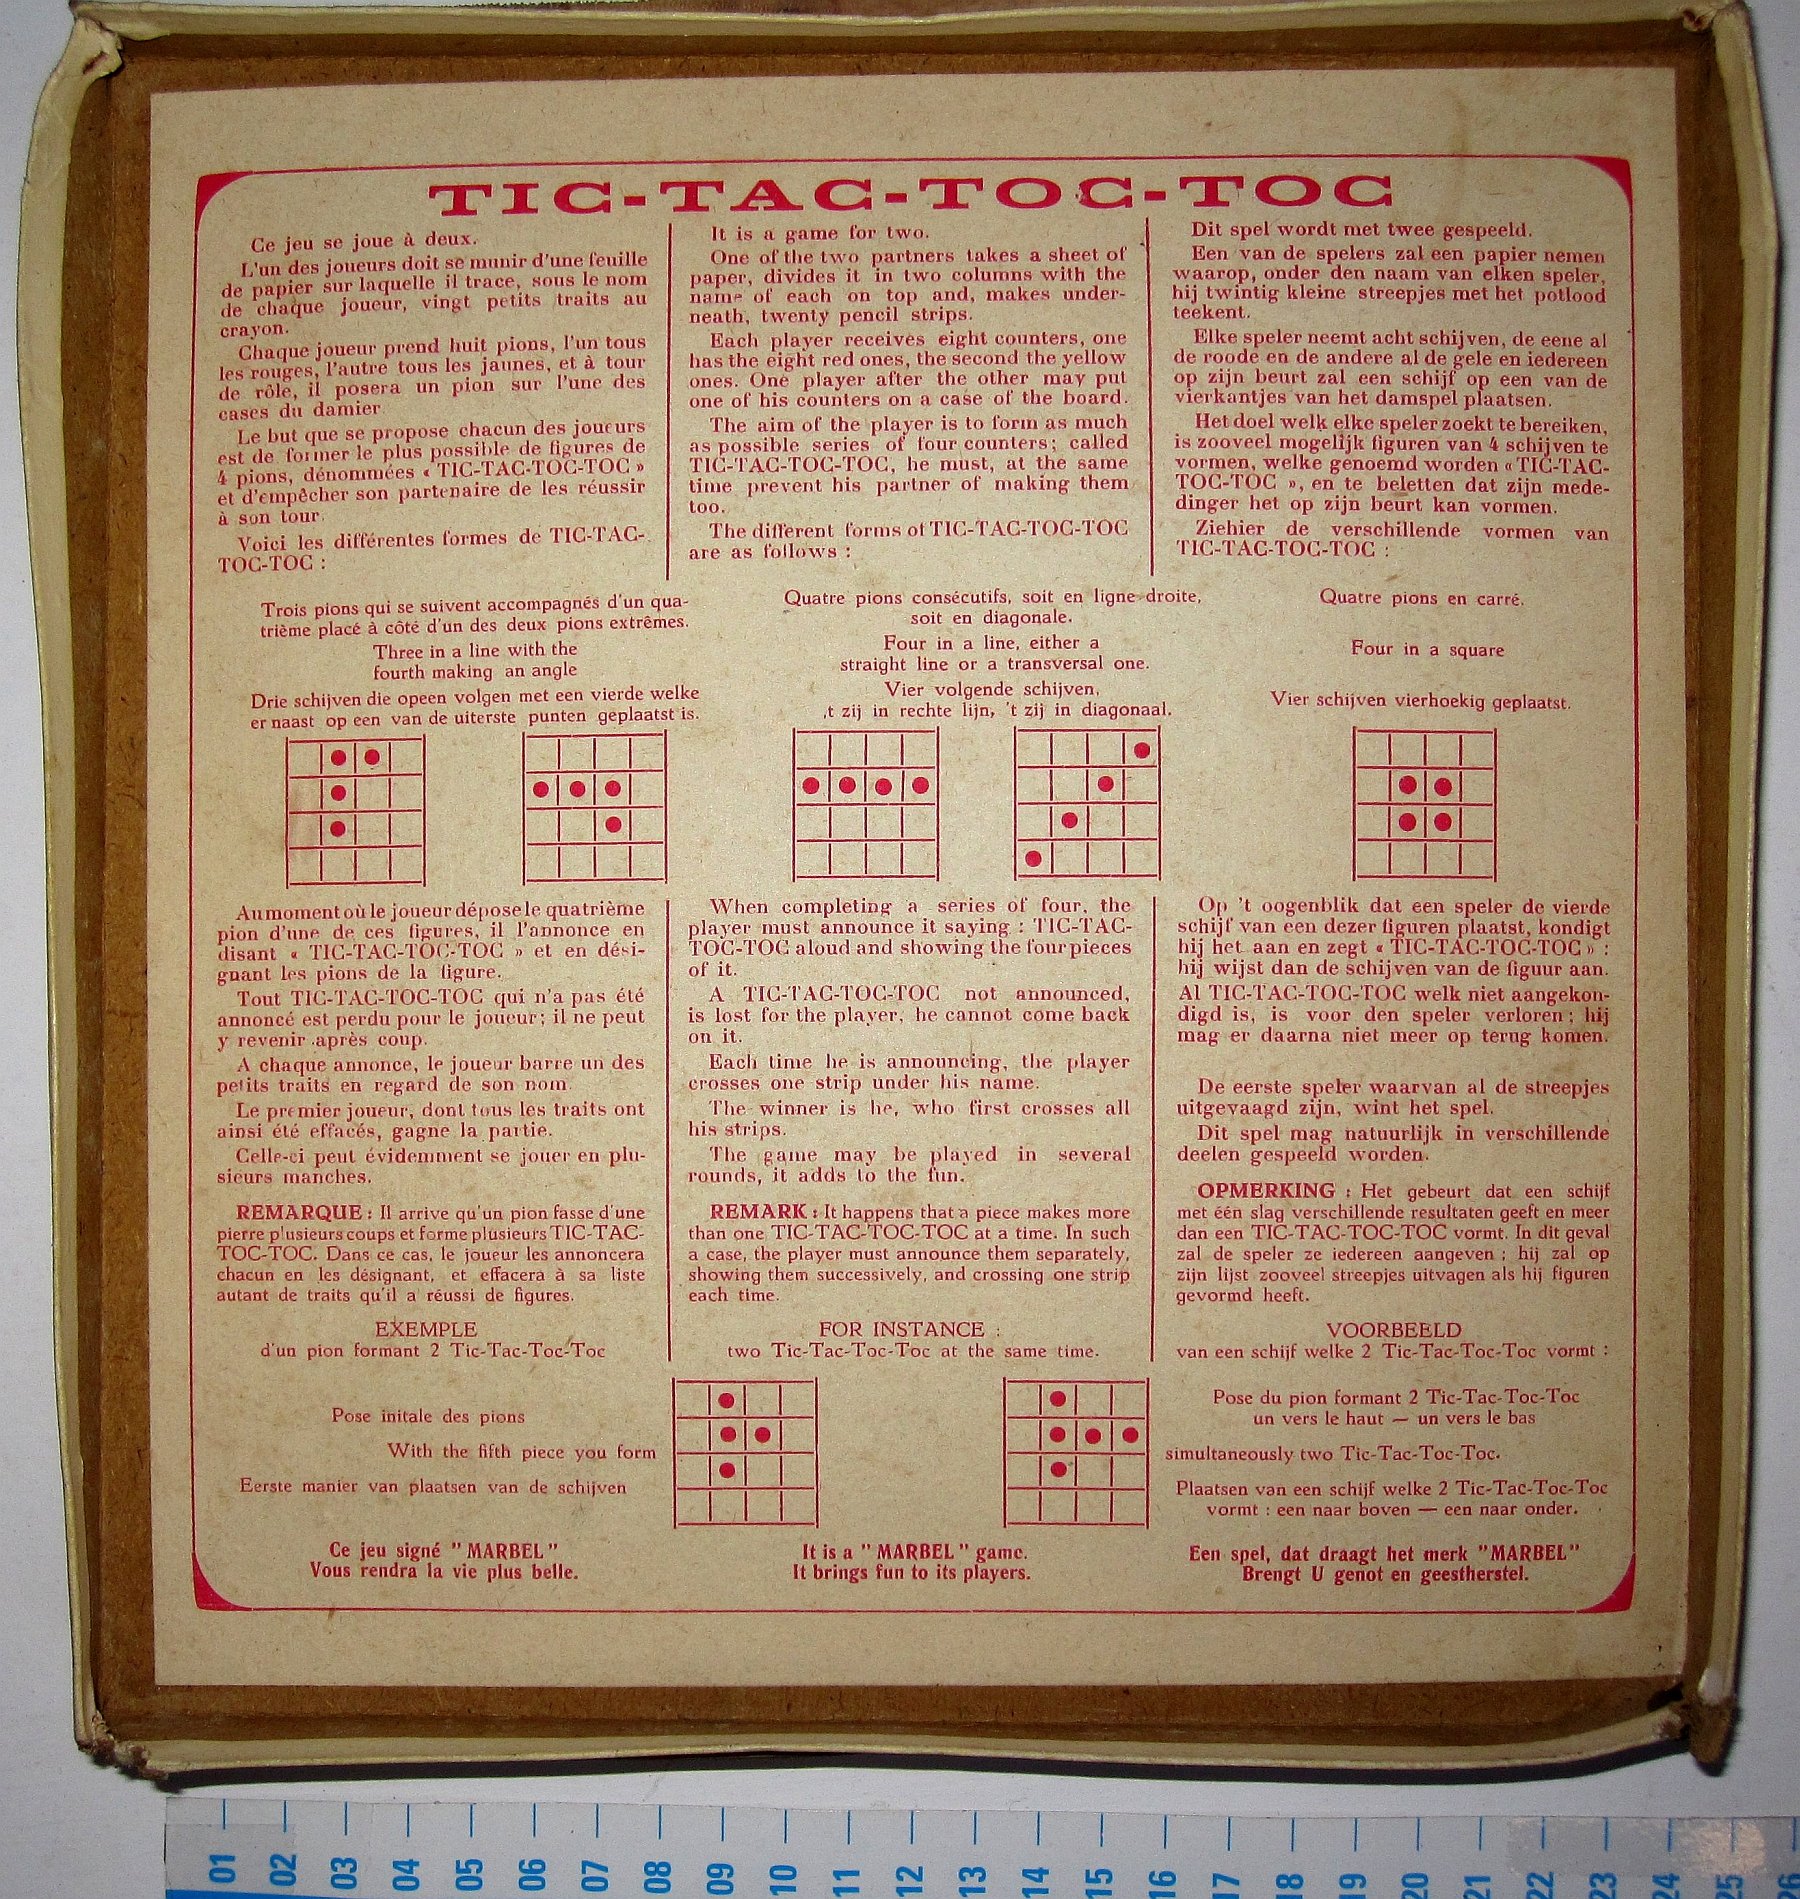 TIC-TAC-TOC-TOC
Ce jeu se joue à deux.
L'un des joueurs doit se munir d'une feuille
de papier sur laquelle il trace, sous le nom
de chaque joueur, vingt petits traits au
crayon.
Chaque joueur prend huit pions, l'un tous
les rouges, l'autre tous les jaunes, et à tour
de rôle, il posera un pion sur l'une des
cases du damier
Le but que se propose chacun des joueurs
est de former le plus possible de figures de
4 pions, dénommées « TIC-TAC-TOC-TOC »
et d'empêcher son partenaire de les réussir
à son tour.
Voici les différentes formes de TIC-TAC-
TOC-TOC :
It is a game for two.
One of the two partners takes a sheet of
paper, divides it in two columns with the
name of each on top and, makes under-
neath, twenty pencil strips.
Each player receives eight counters, one
has the eight red ones, the second the yellow
ones. One player after the other may put
one of his counters on a case of the board.
The aim of the player is to form as much
as possible series of four counters; called
TIC-TAC-TOC-TOC, he must, at the same
time prevent his partner of making them
too.
The different forms of TIC-TAC-TOC-TOC
are as follows :
Dit spel wordt met twee gespeeld.
Een van de spelers zal een papier nemen
waarop, onder den naam van elken speler,
hij twintig kleine streepjes met het potlood
teekent.
Elke speler neemt acht schijven, de eene al
de roode en de andere al de gele en iedereen
op zijn beurt zal een schijf op een van de
vierkantjes van het damspel plaatsen.
Het doel welk elke speler zoekt te bereiken,
is zooveel mogelijk figuren van 4 schijven te
vormen, welke genoemd worden « TIC-TAC-
TOC-TOC », en te beletten dat zijn mede-
dinger het op zijn beurt kan vormen.
Ziehier de verschillende vormen van
TIC-TAC-TOC-TOC :
Trois pions qui se suivent accompagnés d'un qua-
trième placé à côté d'un des deux pions extrêmes.
Three in a line with the
fourth making an angle
Drie schijven die opeen volgen met een vierde welke
er naast op een van de uiterste punten geplaatst is.
Quatre pions consécutifs, soit en ligne droite,
soit en diagonale.
Four in a line, either a
straight line or a transversal one.
Vier volgende schijven,
,t zij in rechte lijn, 't zij in diagonaal.
Quatre pions en carré.
Four in a square
Vier schijven vierhoekig geplaatst.
Au moment où le joueur dépose le quatrième
pion d'une de ces figures, il l'annonce en
disant « TIC-TAC-TOC-TOC » et en dési-
gnant les pions de la figure.
Tout TIC-TAC-TOC-TOC qui n'a pas été
annoncé est perdu pour le joueur; il ne peut
y revenir après coup.
A chaque annonce, le joueur barre un des
petits traits en regard de son nom.
Le premier joueur, dont tous les traits ont
ainsi été effacés, gagne la partie.
Celle-ci peut évidemment se jouer en plu-
sieurs manches.
REMARQUE : Il arrive qu'un pion fasse d'une
pierre plusieurs coups et forme plusieurs TIC-TAC-
TOC-TOC. Dans ce cas, le joueur les annoncera
chacun en les désignant, et effacera à sa liste
autant de traits qu'il a réussi de figures.
EXEMPLE
d'un pion formant 2 Tic-Tac-Toc-Toc
When completing a series of four, the
player must announce it saying : TIC-TAC-
TOC-TOC aloud and showing the four pieces
of it.
A TIC-TAC-TOC-TOC not announced,
is lost for the player, he cannot come back
on it.
Each time he is announcing, the player
crosses one strip under his name.
The winner is he, who first crosses all
his strips.
The game may be played in several
rounds, it adds to the fun.
REMARK : It happens that a piece makes more
than one TIC-TAC-TOC-TOC at a time. In such
a case, the player must announce them separately,
showing them successively, and crossing one strip
each time.
FOR INSTANCE :
two Tic-Tac-Toc-Toc at the same time.
Op 't oogenblik dat een speler de vierde
schijf van een dezer figuren plaatst, kondigt
hij het aan en zegt « TIC-TAC-TOC-TOC » :
hij wijst dan de schijven van de figuur aan.
Al TIC-TAC-TOC-TOC welk niet aangekon-
digd is, is voor den speler verloren; hij
mag er daarna niet meer op terug komen.
De eerste speler waarvan al de streepjes
uitgevaagd zijn, wint het spel.
Dit spel mag natuurlijk in verschillende
deelen gespeeld worden.
OPMERKING : Het gebeurt dat een schijf
met één slag verschillende resultaten geeft en meer
dan een TIC-TAC-TOC-TOC vormt. In dit geval
zal de speler ze iedereen aangeven ; hij zal op
zijn lijst zooveel streepjes uitvagen als hij figuren
gevormd heeft.
VOORBEELD
van een schijf welke 2 Tic-Tac-Toc-Toc vormt :
Pose initale des pions
With the fifth piece you form
Eerste manier van plaatsen van de schijven
Pose du pion formant 2 Tic-Tac-Toc-Toc
un vers le haut — un vers le bas
simultaneously two Tic-Tac-Toc-Toc.
Plaatsen van een schijf welke 2 Tic-Tac-Toc-Toc
vormt : een naar boven — een naar onder.
Ce jeu signé "MARBEL"
Vous rendra la vie plus belle.
It is a "MARBEL" game.
It brings fun to its players.
Een spel, dat draagt het merk "MARBEL"
Brengt U genot en geestherstel.
01 02 03 04 05 06 07 08 09 10 11 12 13 14 15 16 17 18 19 20 21 22 23 24 25 26